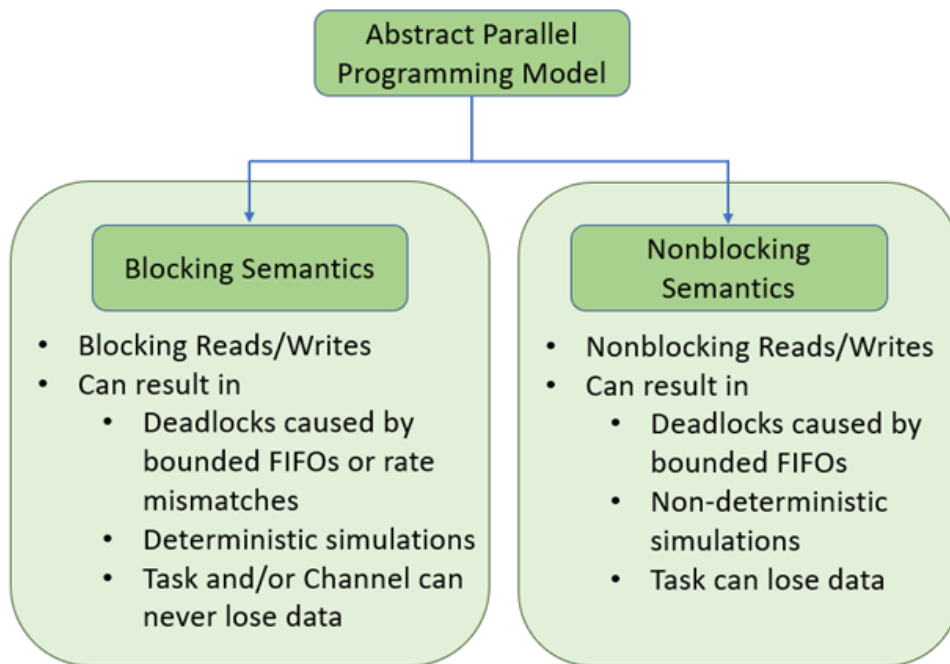 Abstract Parallel
Programming Model
Blocking Semantics
• Blocking Reads/Writes
• Can result in
• Deadlocks caused by
bounded FIFOs or rate
mismatches
• Deterministic simulations
• Task and/or Channel can
never lose data
Nonblocking
Semantics
• Nonblocking Reads/Writes
• Can result in
• Deadlocks caused by
bounded FIFOs
• Non-deterministic
simulations
• Task can lose data